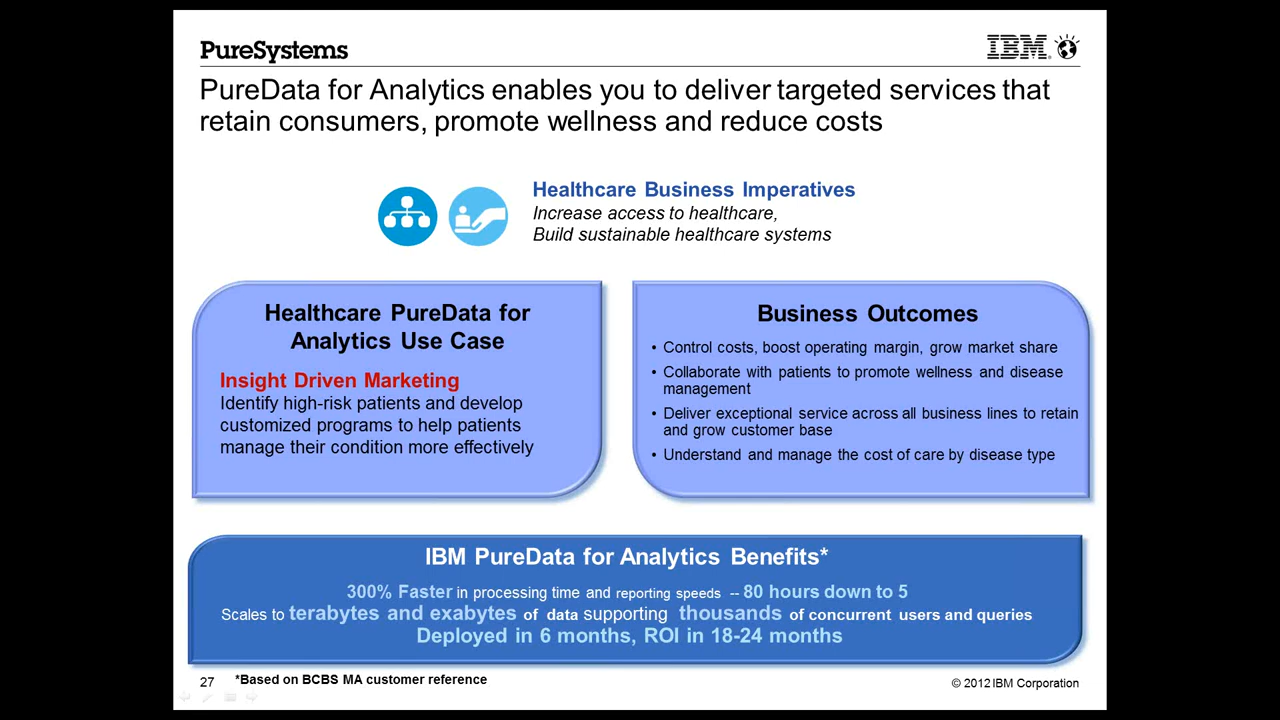 PureSystems
IBM
PureData for Analytics enables you to deliver targeted services that
retain consumers, promote wellness and reduce costs
Healthcare Business Imperatives
Increase access to healthcare,
Build sustainable healthcare systems
Healthcare PureData for
Analytics Use Case
Insight Driven Marketing
Identify high-risk patients and develop
customized programs to help patients
manage their condition more effectively
Business Outcomes
• Control costs, boost operating margin, grow market share
• Collaborate with patients to promote wellness and disease
management
• Deliver exceptional service across all business lines to retain
and grow customer base
• Understand and manage the cost of care by disease type
IBM PureData for Analytics Benefits*
300% Faster in processing time and reporting speeds -- 80 hours down to 5
Scales to terabytes and exabytes of data supporting thousands of concurrent users and queries
Deployed in 6 months, ROI in 18-24 months
27 *Based on BCBS MA customer reference
© 2012 IBM Corporation